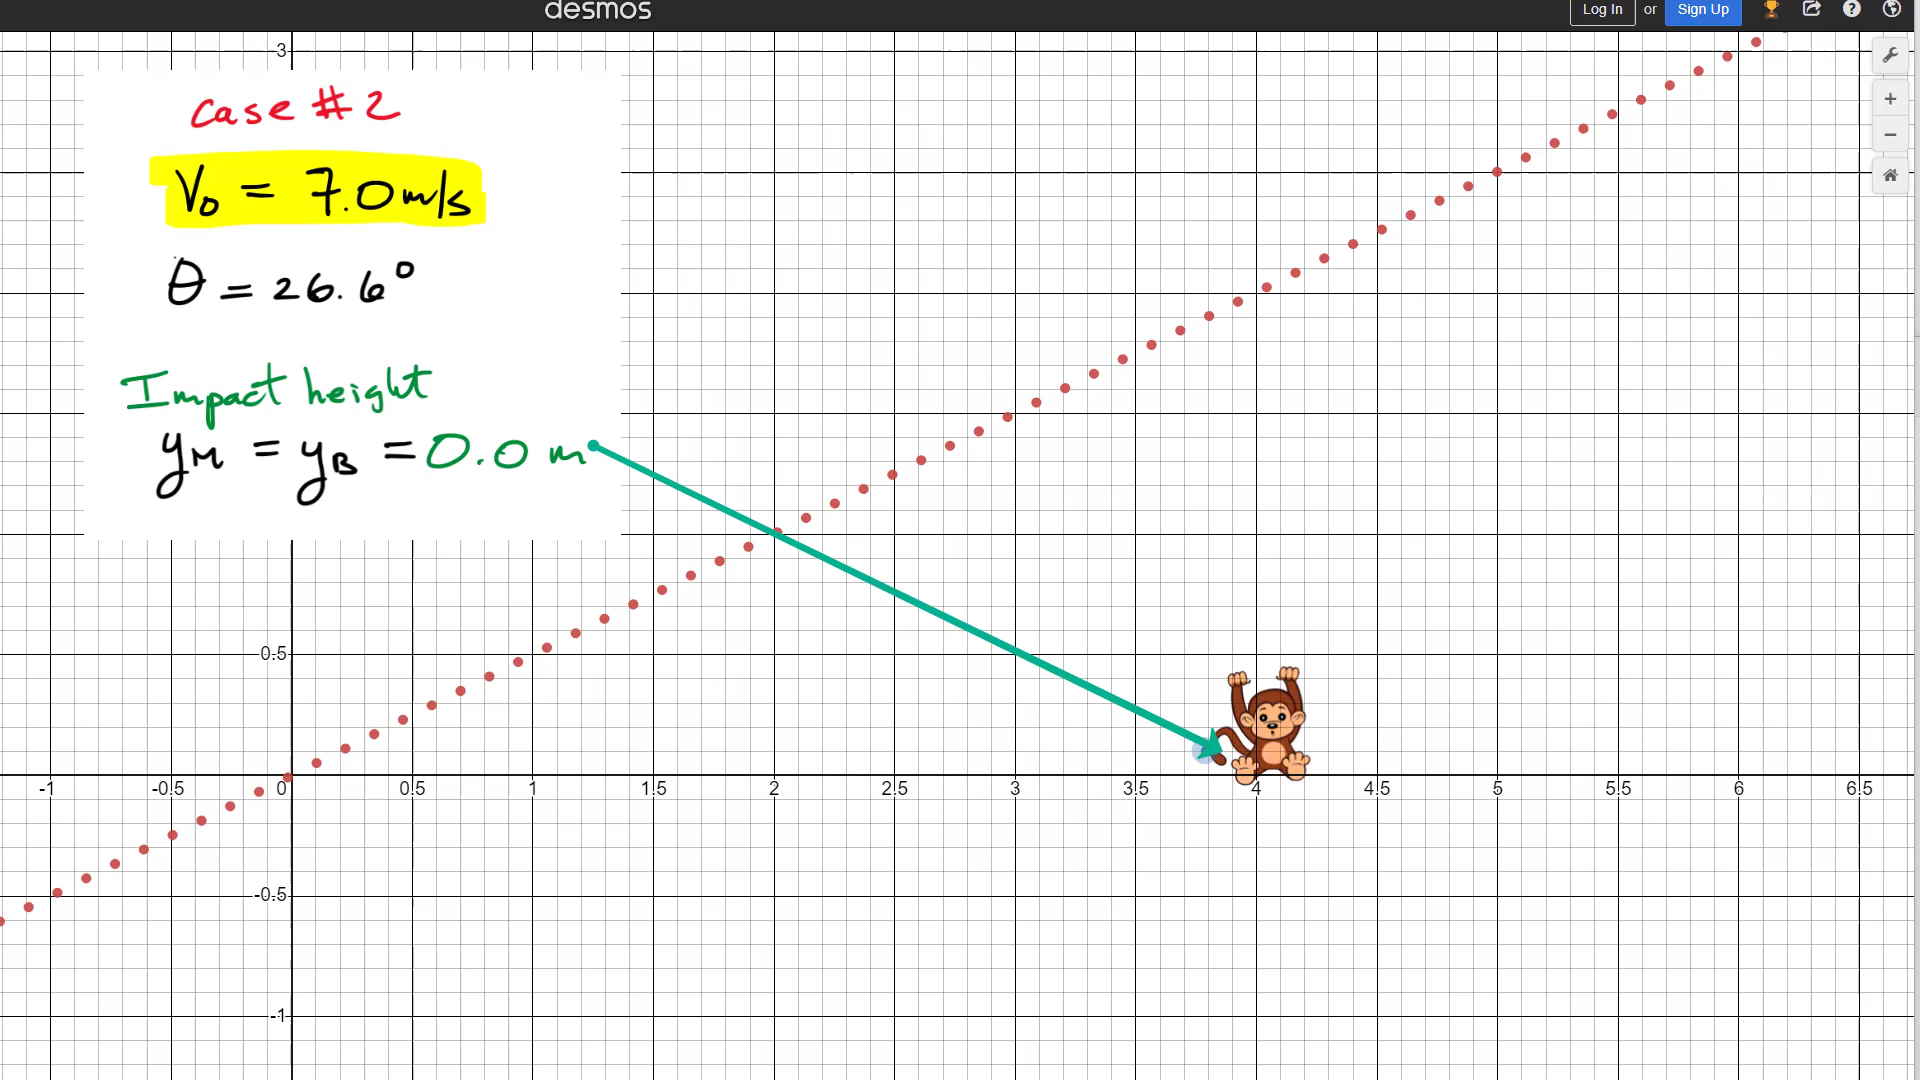 desmos
Log In or Sign Up
3
Case #2
V₀ = 7.0 m/s
θ = 26.6°
Impact height
yM = yB = 0.0 m
0.5
-1 -0.5 0 0.5 1 1.5 2 2.5 3 3.5 4 4.5 5 5.5 6 6.5
-0.5
-1